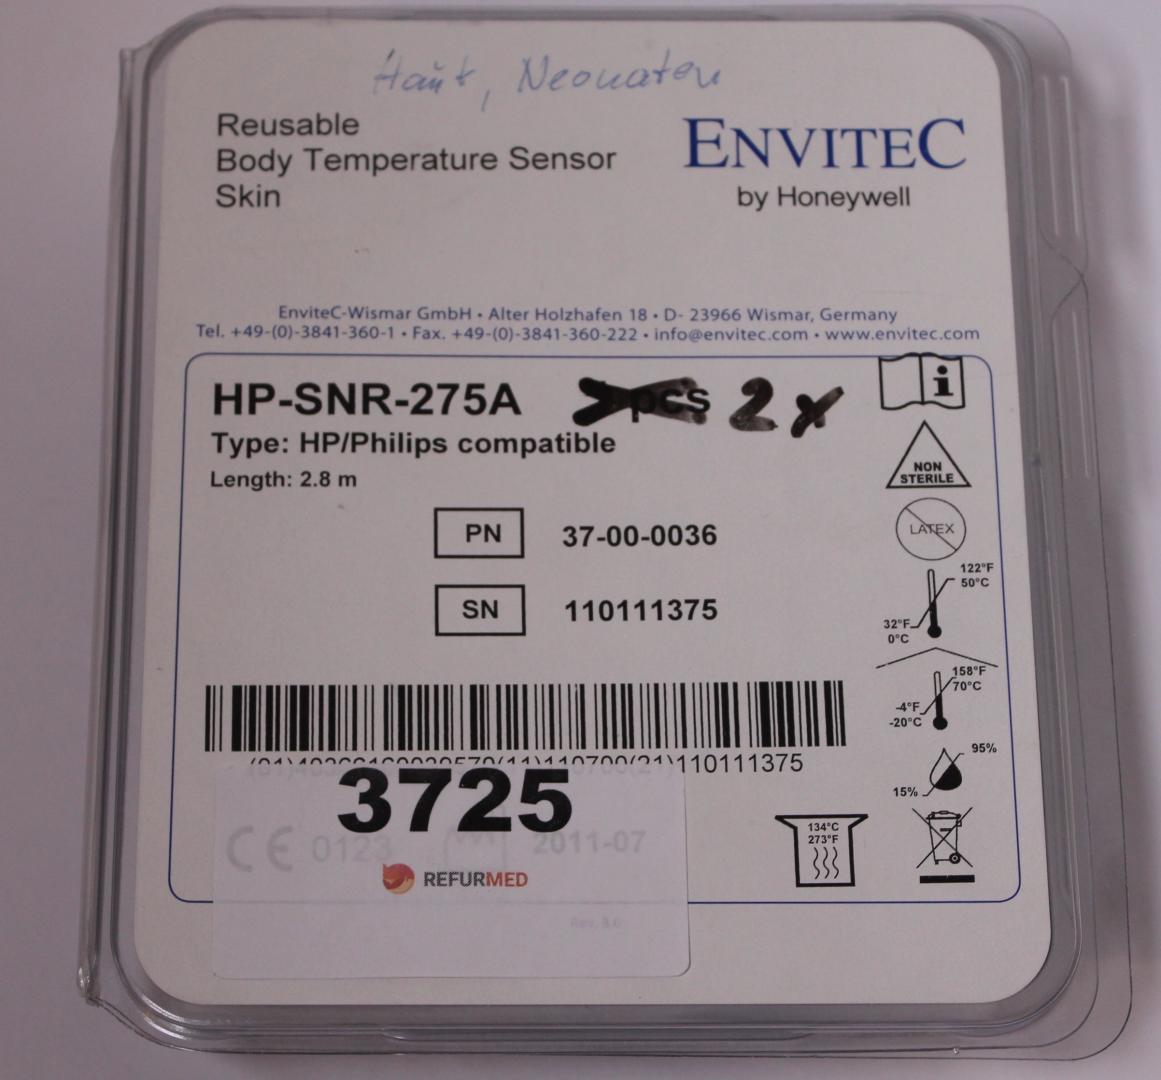 Haut, Neonaten
Reusable
Body Temperature Sensor
Skin
ENVITEC
by Honeywell
EnviteC-Wismar GmbH • Alter Holzhafen 18 • D- 23966 Wismar, Germany
Tel. +49-(0)-3841-360-1 • Fax. +49-(0)-3841-360-222 • info@envitec.com • www.envitec.com
HP-SNR-275A pcs 2x
Type: HP/Philips compatible
Length: 2.8 m
i
NON
STERILE
LATEX
PN 37-00-0036
SN 110111375
122°F
50°C
32°F
0°C
158°F
70°C
-4°F
-20°C
95%
15%
(21)110111375
3725
CE 0123 2011-07
REFURMED
134°C
273°F